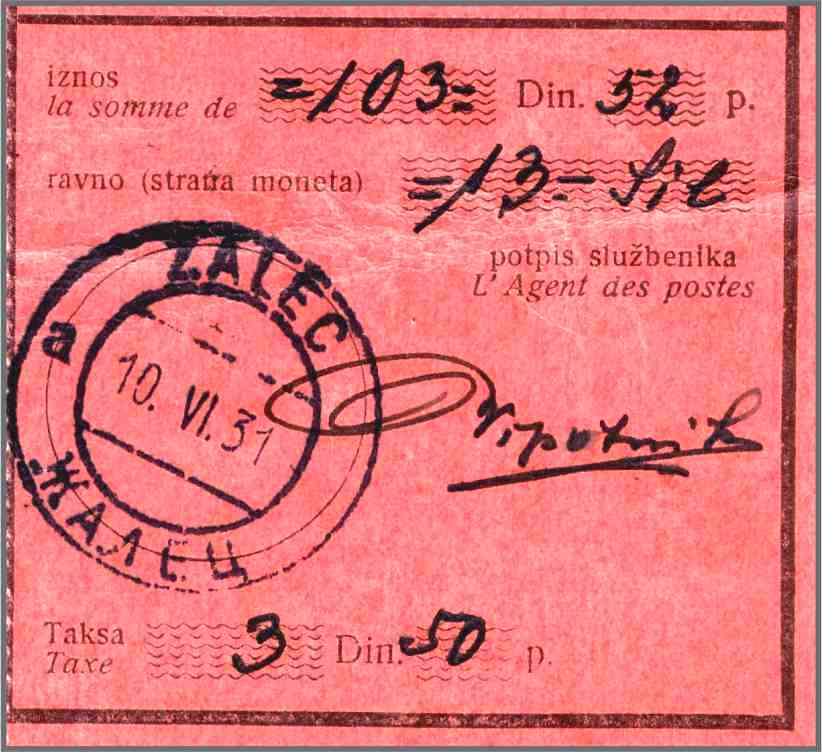 iznos
la somme de =103= Din. 52 p.
ravno (strana moneta) =13=
potpis službenika
L'Agent des postes
ŽALEC
a
10. VI. 31
ЖАЛЕЦ
Taksa
Taxe 3 Din. 50 p.